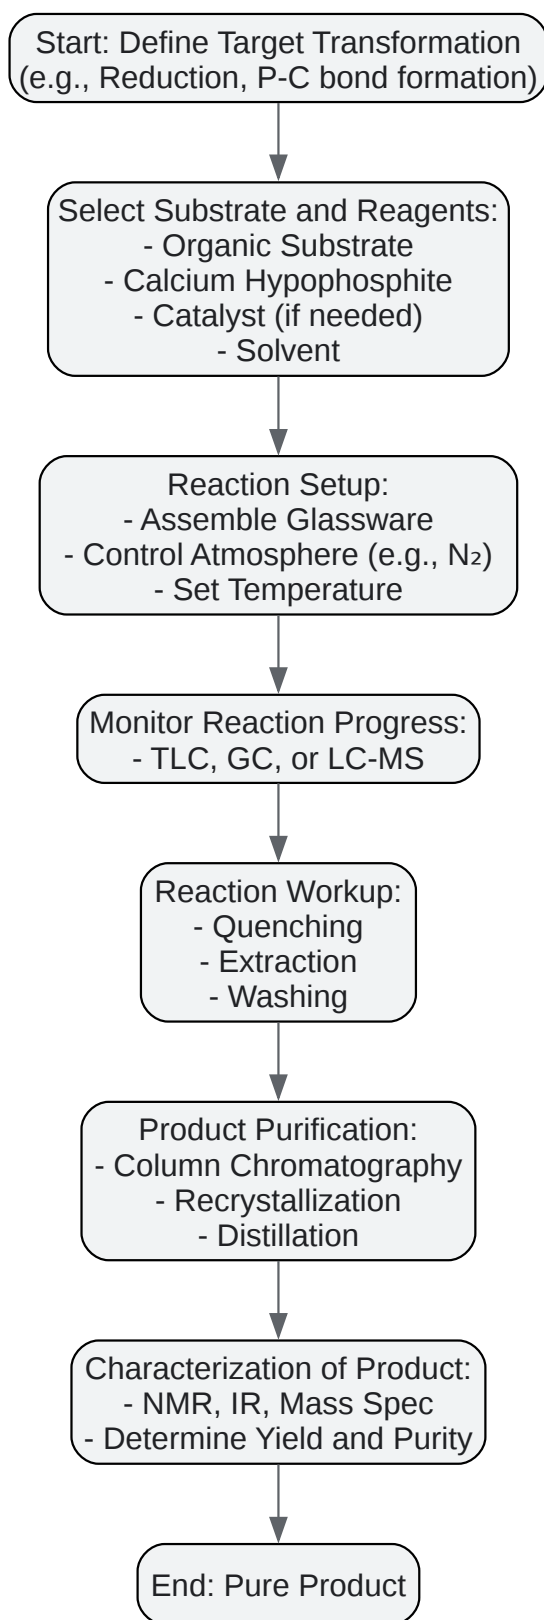 Start: Define Target Transformation
(e.g., Reduction, P-C bond formation)
Select Substrate and Reagents:
- Organic Substrate
- Calcium Hypophosphite
- Catalyst (if needed)
- Solvent
Reaction Setup:
- Assemble Glassware
- Control Atmosphere (e.g., N₂)
- Set Temperature
Monitor Reaction Progress:
- TLC, GC, or LC-MS
Reaction Workup:
- Quenching
- Extraction
- Washing
Product Purification:
- Column Chromatography
- Recrystallization
- Distillation
Characterization of Product:
- NMR, IR, Mass Spec
- Determine Yield and Purity
End: Pure Product